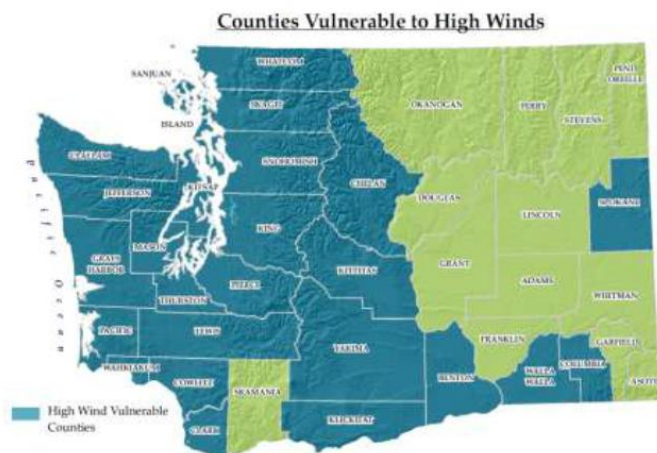 Counties Vulnerable to High Winds
WHATCOM
SANJUAN
PEND
OREILLE
OKANOGAN
FERRY
SKAGIT
STEVENS
ISLAND
CLALLAM
SNOHOMISH
CHELAN
JEFFERSON
KITSAP
DOUGLAS
SPOKANE
LINCOLN
KING
MASON
GRAYS
HARBOR
KITTITAS
GRANT
ADAMS
PIERCE
WHITMAN
THURSTON
Pacific Ocean
PACIFIC
LEWIS
YAKIMA
FRANKLIN
GARFIELD
WAHKIAKUM
COWLITZ
SKAMANIA
BENTON
WALLA
WALLA
COLUMBIA
ASOTI
KLICKITAT
CLARK
High Wind Vulnerable
Counties